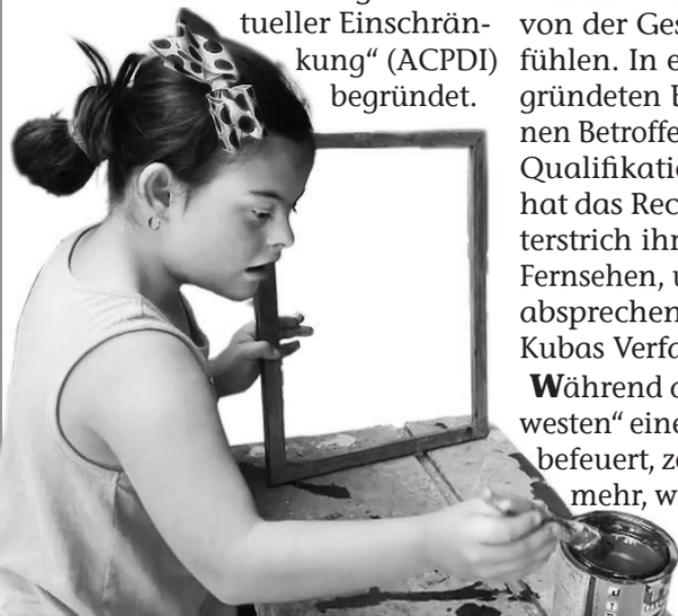 tueller Einschrän-
kung“ (ACPDI)
begründet.
von der Ges
fühlen. In e
gründeten
nen Betroffe
Qualifikatio
hat das Rec
terstrich ihr
Fernsehen,
absprechen
Kubas Verfa
Während
westen“ eine
befeuert,
mehr, w